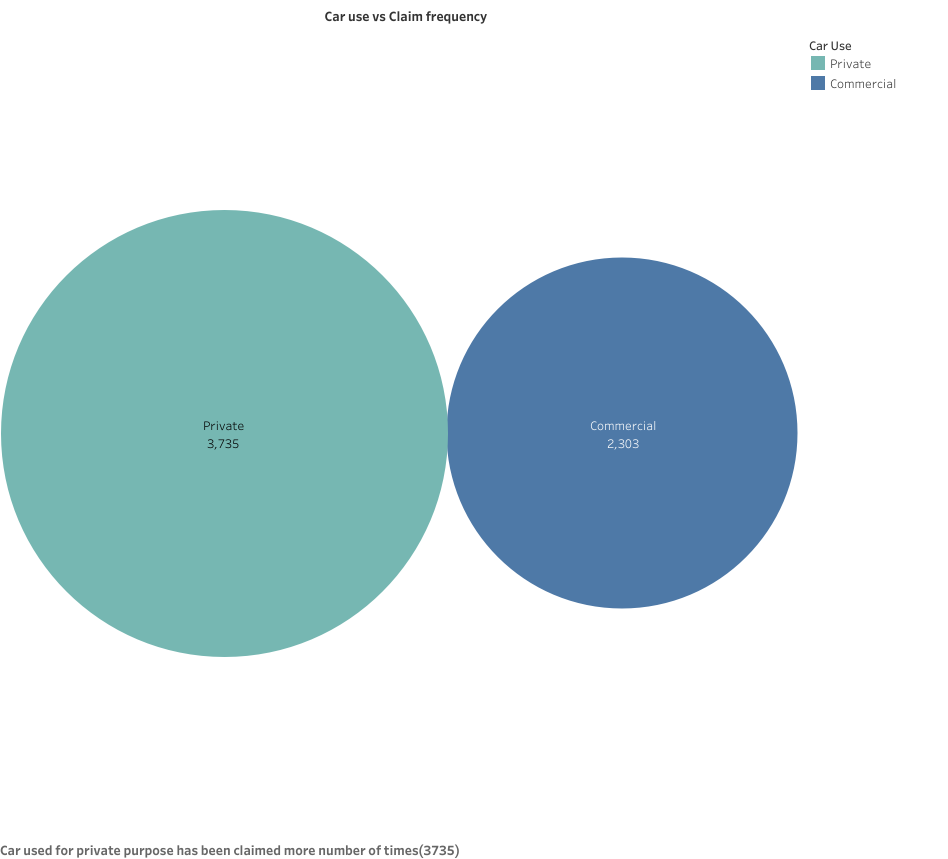 Car use vs Claim frequency
Car Use
Private
Commercial
Private
3,735
Commercial
2,303
Car used for private purpose has been claimed more number of times(3735)